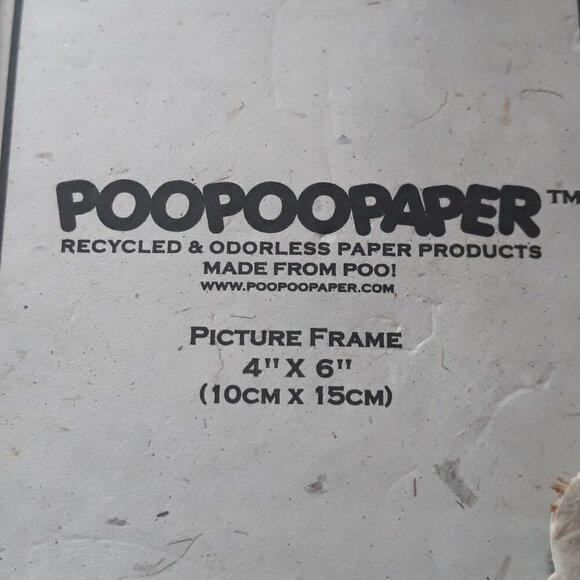 POOPOOPAPER™
RECYCLED & ODORLESS PAPER PRODUCTS
MADE FROM POO!
WWW.POOPOOPAPER.COM
PICTURE FRAME
4" X 6"
(10CM X 15CM)